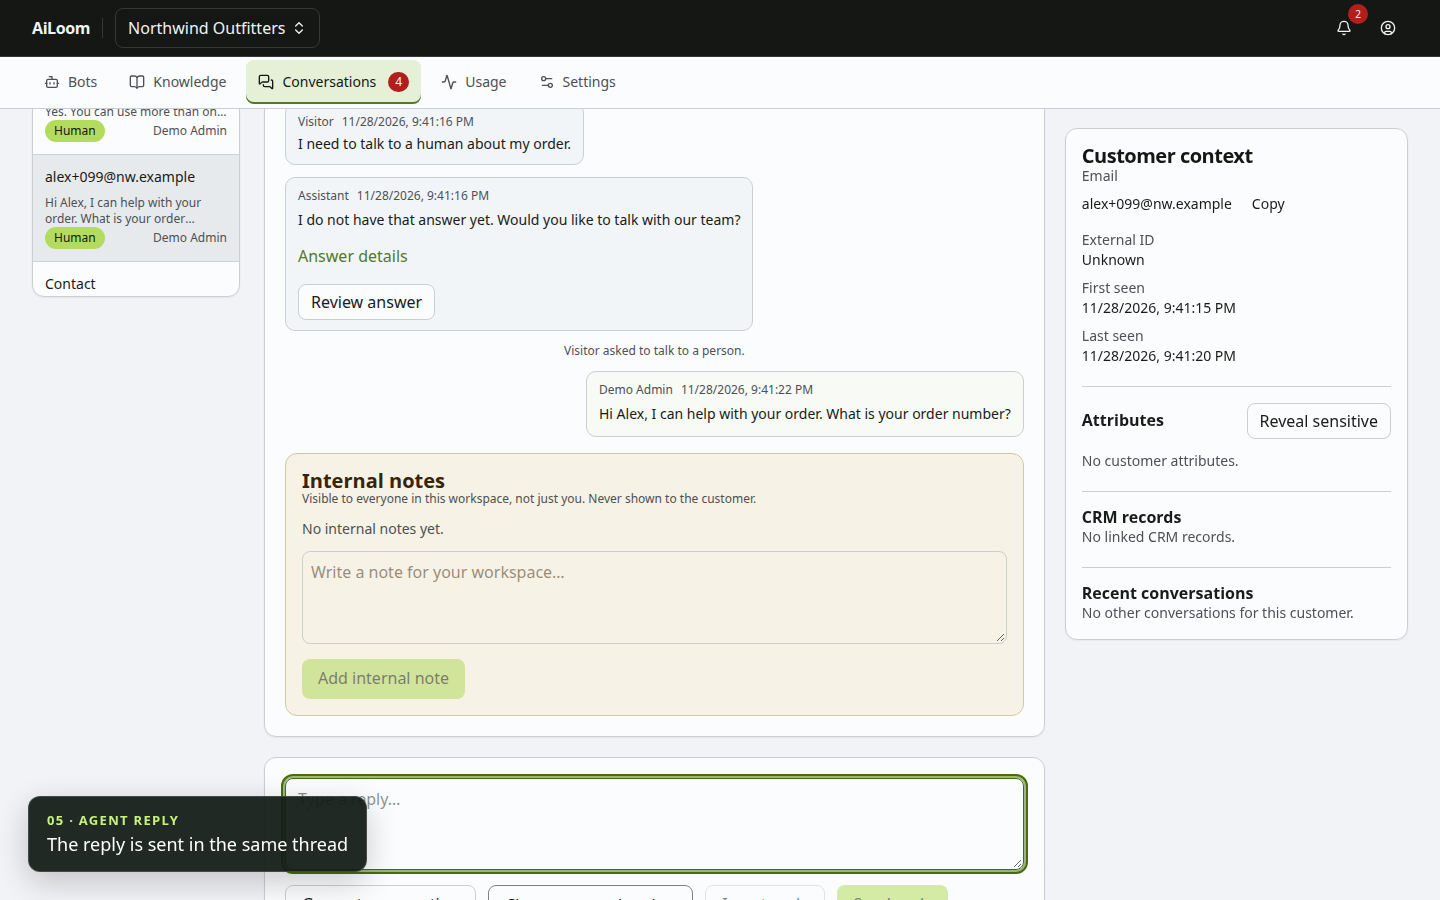 AiLoom
Northwind Outfitters
2
Bots
Knowledge
Conversations
4
Usage
Settings
Yes. You can use more than on...
Human
Demo Admin
alex+099@nw.example
Hi Alex, I can help with your
order. What is your order...
Human
Demo Admin
Contact
Visitor 11/28/2026, 9:41:16 PM
I need to talk to a human about my order.
Assistant 11/28/2026, 9:41:16 PM
I do not have that answer yet. Would you like to talk with our team?
Answer details
Review answer
Visitor asked to talk to a person.
Demo Admin 11/28/2026, 9:41:22 PM
Hi Alex, I can help with your order. What is your order number?
Internal notes
Visible to everyone in this workspace, not just you. Never shown to the customer.
No internal notes yet.
Write a note for your workspace...
Add internal note
Type a reply...
05 · AGENT REPLY
The reply is sent in the same thread
Customer context
Email
alex+099@nw.example
Copy
External ID
Unknown
First seen
11/28/2026, 9:41:15 PM
Last seen
11/28/2026, 9:41:20 PM
Attributes
Reveal sensitive
No customer attributes.
CRM records
No linked CRM records.
Recent conversations
No other conversations for this customer.